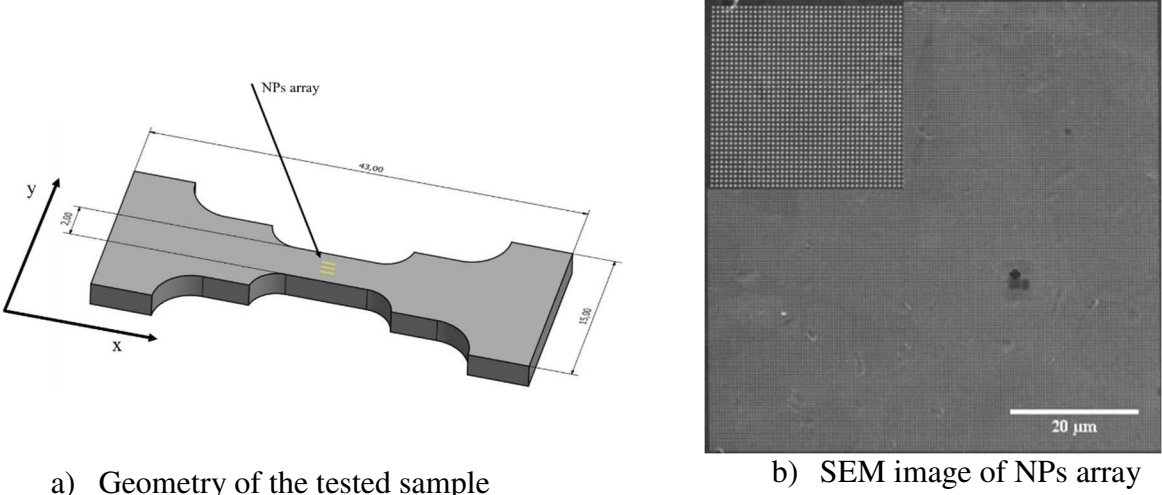 NPs array
43,00
y
2,00
15,00
x
20 µm
a) Geometry of the tested sample
b) SEM image of NPs array